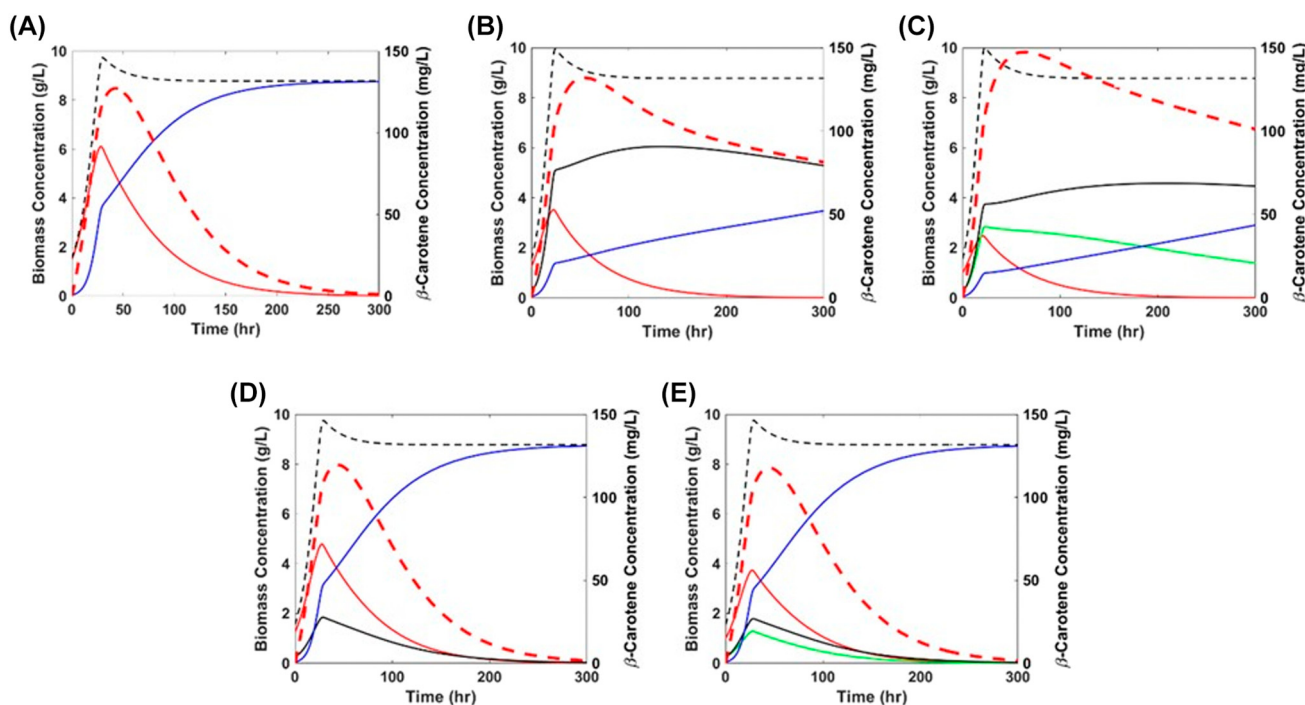 (A)
10
8
6
4
2
0
Biomass Concentration (g/L)
0 50 100 150 200 250 300
Time (hr)
150
100
50
0
β-Carotene Concentration (mg/L)
(B)
10
8
6
4
2
0
Biomass Concentration (g/L)
0 100 200 300
Time (hr)
150
100
50
0
β-Carotene Concentration (mg/L)
(C)
10
8
6
4
2
0
Biomass Concentration (g/L)
0 100 200 300
Time (hr)
150
100
50
0
β-Carotene Concentration (mg/L)
(D)
10
8
6
4
2
0
Biomass Concentration (g/L)
0 100 200 300
Time (hr)
150
100
50
0
β-Carotene Concentration (mg/L)
(E)
10
8
6
4
2
0
Biomass Concentration (g/L)
0 100 200 300
Time (hr)
150
100
50
0
β-Carotene Concentration (mg/L)